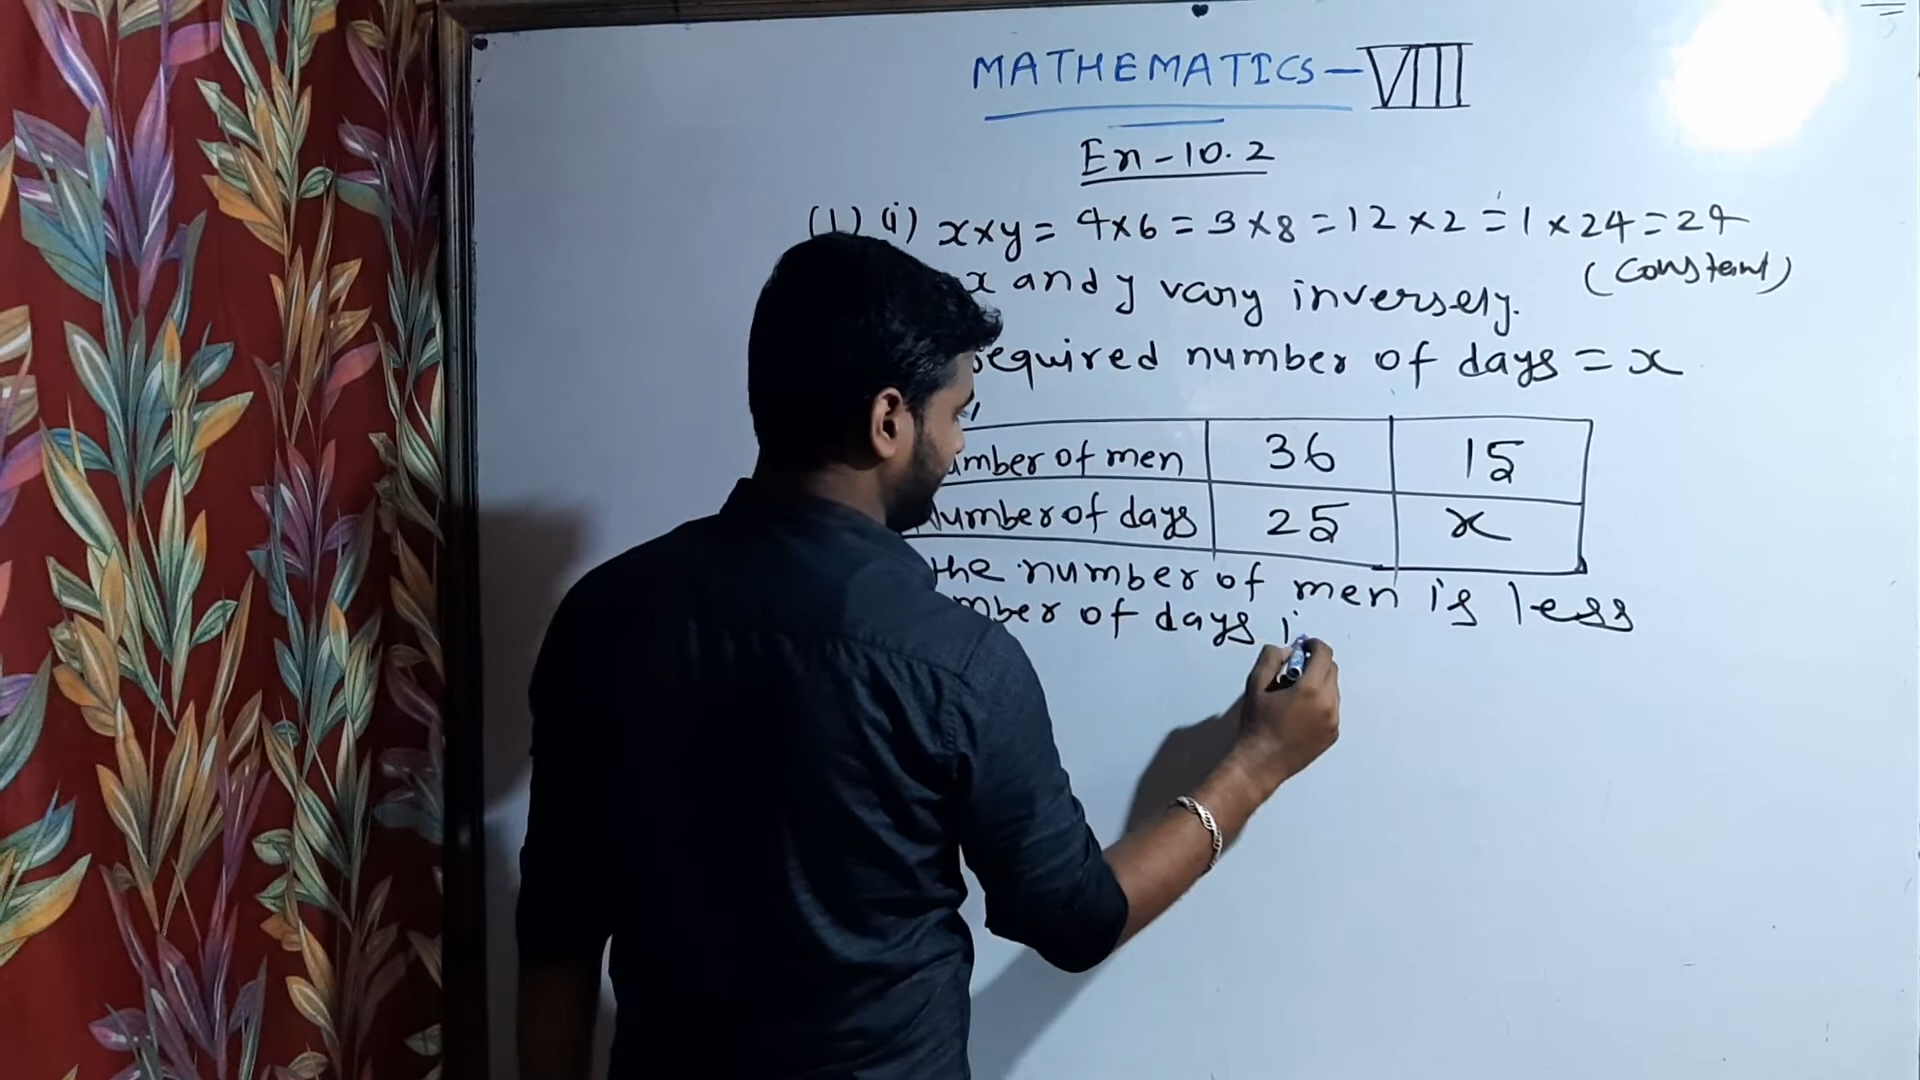 MATHEMATICS-VIII
Ex-10.2
(1) (i) x×y = 4×6 = 3×8 = 12×2 = 1×24 = 24
(constant)
x and y vary inversely.
required number of days = x
umber of men 36 15
Number of days 25 x
the number of men is less
mber of days i